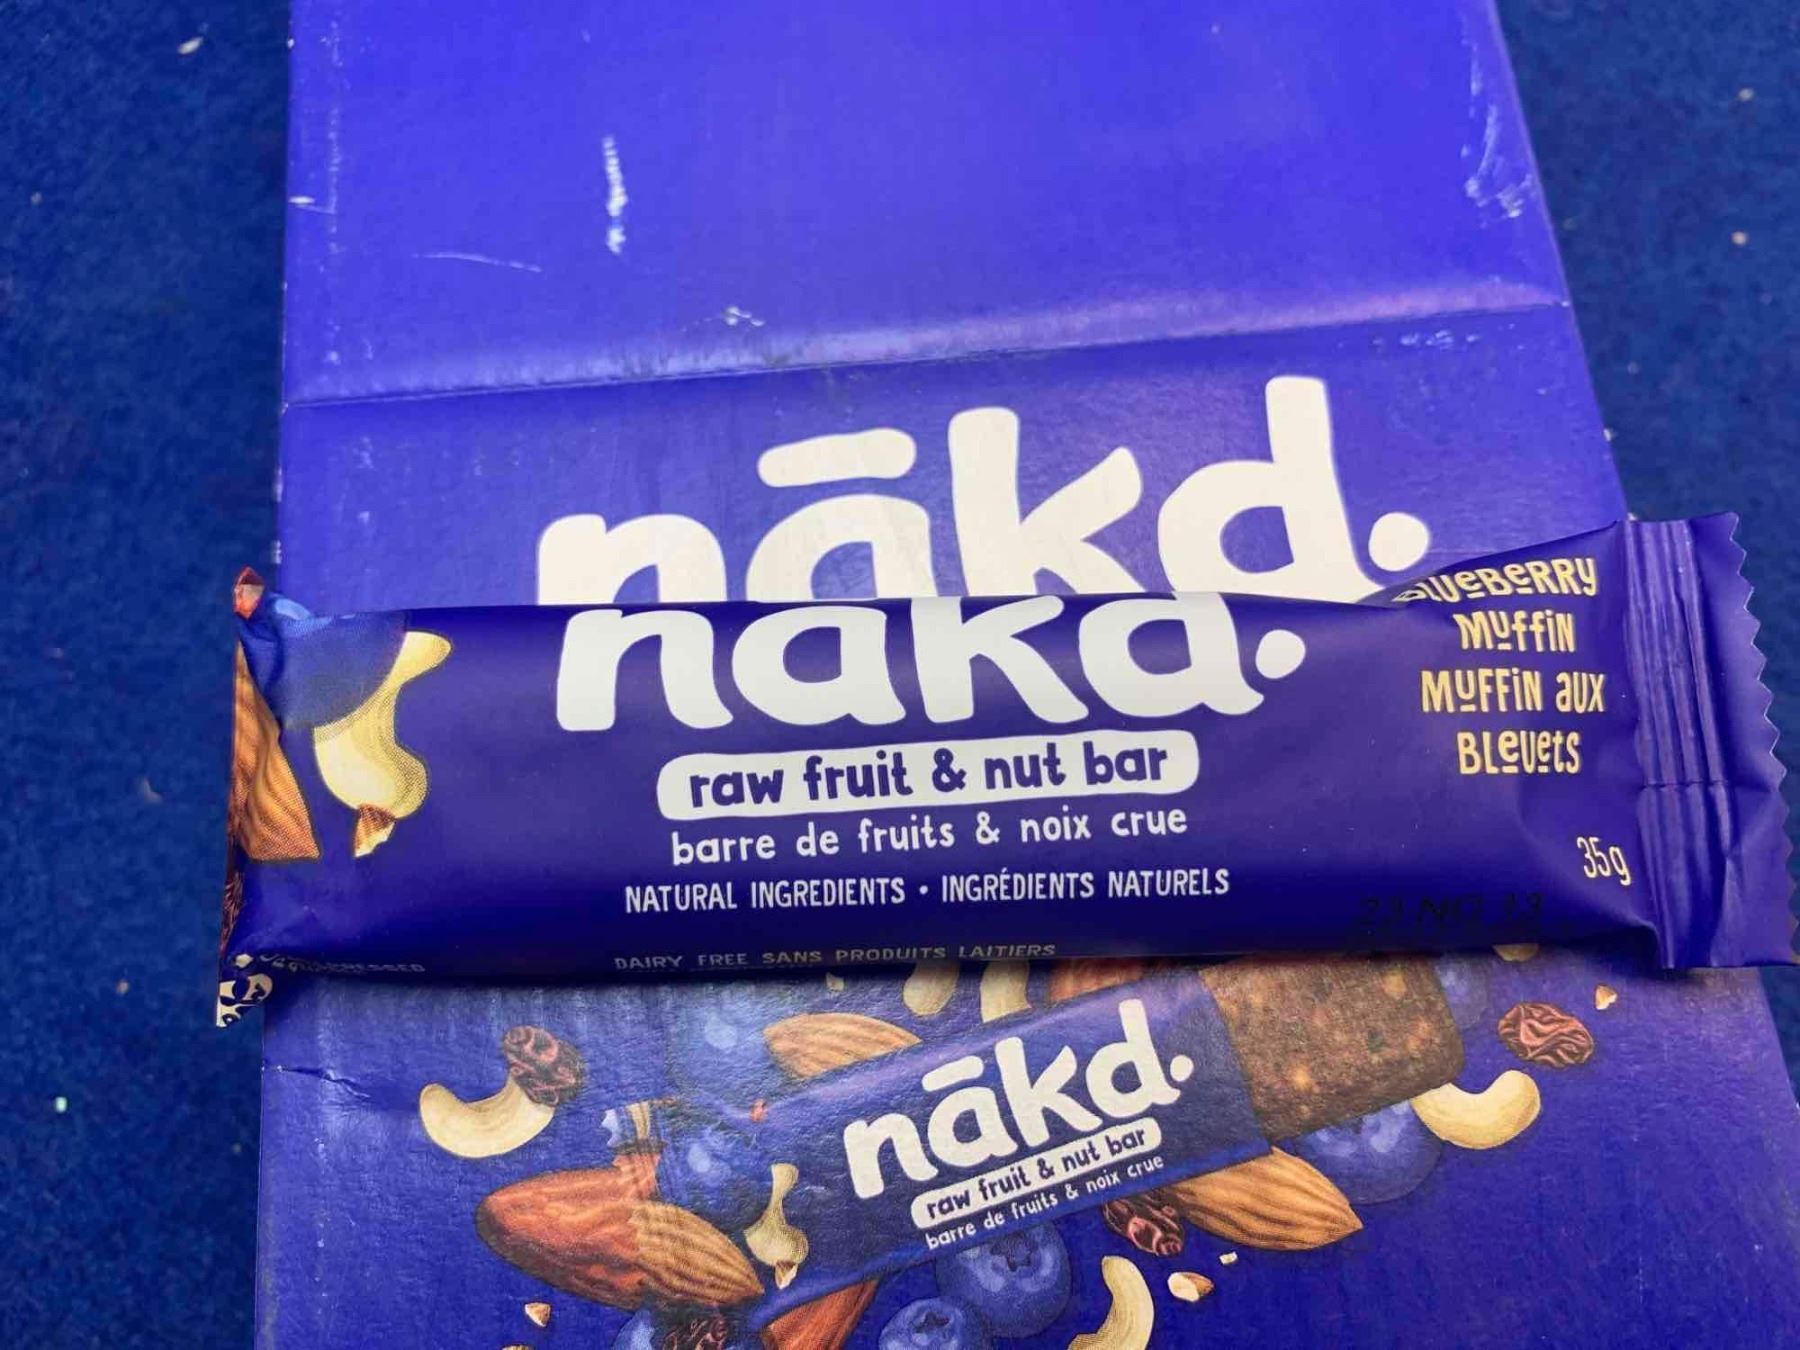 nākd.
nakd.
raw fruit & nut bar
barre de fruits & noix crue
NATURAL INGREDIENTS • INGRÉDIENTS NATURELS
DAIRY FREE SANS PRODUITS LAITIERS
BLUEBERRY
MUFFIN
MUFFIN AUX
BLEUETS
35g
nākd.
raw fruit & nut bar
barre de fruits & noix crue